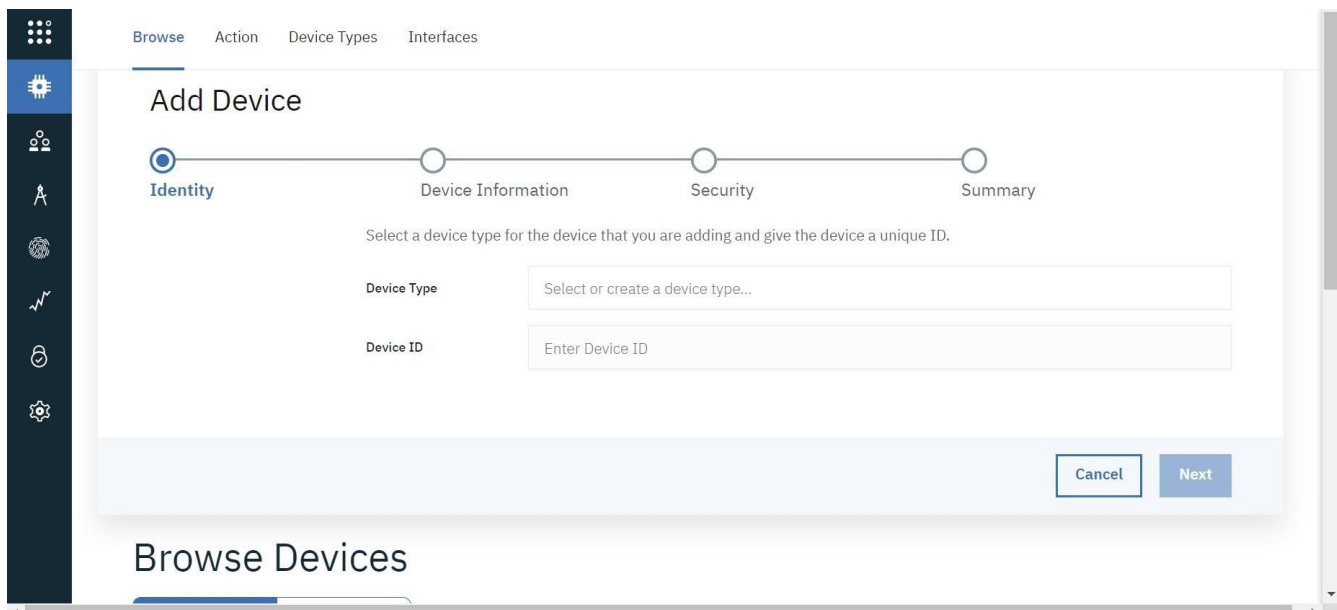 Browse Action Device Types Interfaces
Add Device
Identity Device Information Security Summary
Select a device type for the device that you are adding and give the device a unique ID.
Device Type Select or create a device type...
Device ID Enter Device ID
Cancel Next
Browse Devices